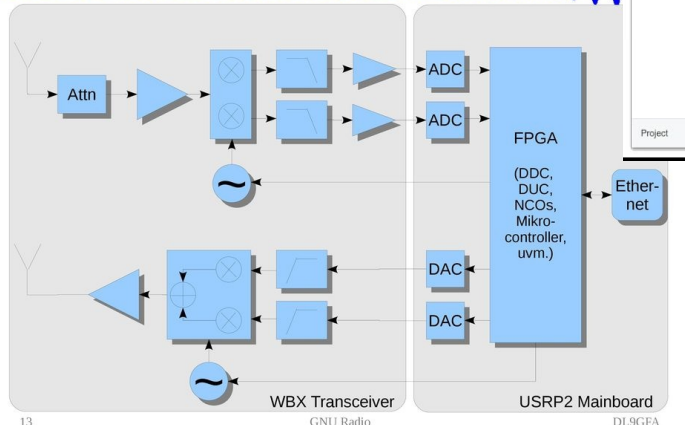 Attn
ADC
ADC
FPGA
(DDC,
DUC,
NCOs,
Mikro-
controller,
uvm.)
Project
Ether-
net
DAC
DAC
WBX Transceiver
USRP2 Mainboard
13
GNU Radio
DL9GFA